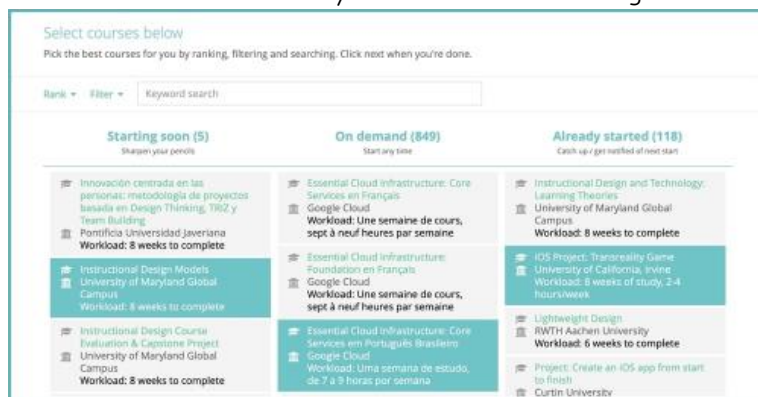 Select courses below
Pick the best courses for you by ranking, filtering and searching. Click next when you're done.
Rank Filter Keyword search
Starting soon (5)
Sharpen your pencils
Innovación centrada en las
personas: metodología de proyectos
basada en Design Thinking, TRIZ y
Team Building
Pontificia Universidad Javeriana
Workload: 8 weeks to complete
Instructional Design Models
University of Maryland Global
Campus
Workload: 8 weeks to complete
Instructional Design Course
Evaluation & Capstone Project
University of Maryland Global
Campus
Workload: 8 weeks to complete
On demand (849)
Start any time
Essential Cloud Infrastructure: Core
Services en Français
Google Cloud
Workload: Une semaine de cours,
sept à neuf heures par semaine
Essential Cloud Infrastructure:
Foundation en Français
Google Cloud
Workload: Une semaine de cours,
sept à neuf heures par semaine
Essential Cloud Infrastructure: Core
Services em Português Brasileiro
Google Cloud
Workload: Uma semana de estudo,
de 7 a 9 horas por semana
Already started (118)
Catch up / get notified of next start
Instructional Design and Technology:
Learning Theories
University of Maryland Global
Campus
Workload: 8 weeks to complete
iOS Project: Transreality Game
University of California, Irvine
Workload: 6 weeks of study, 2-4
hours/week
Lightweight Design
RWTH Aachen University
Workload: 6 weeks to complete
Project: Create an iOS app from start
to finish
Curtin University